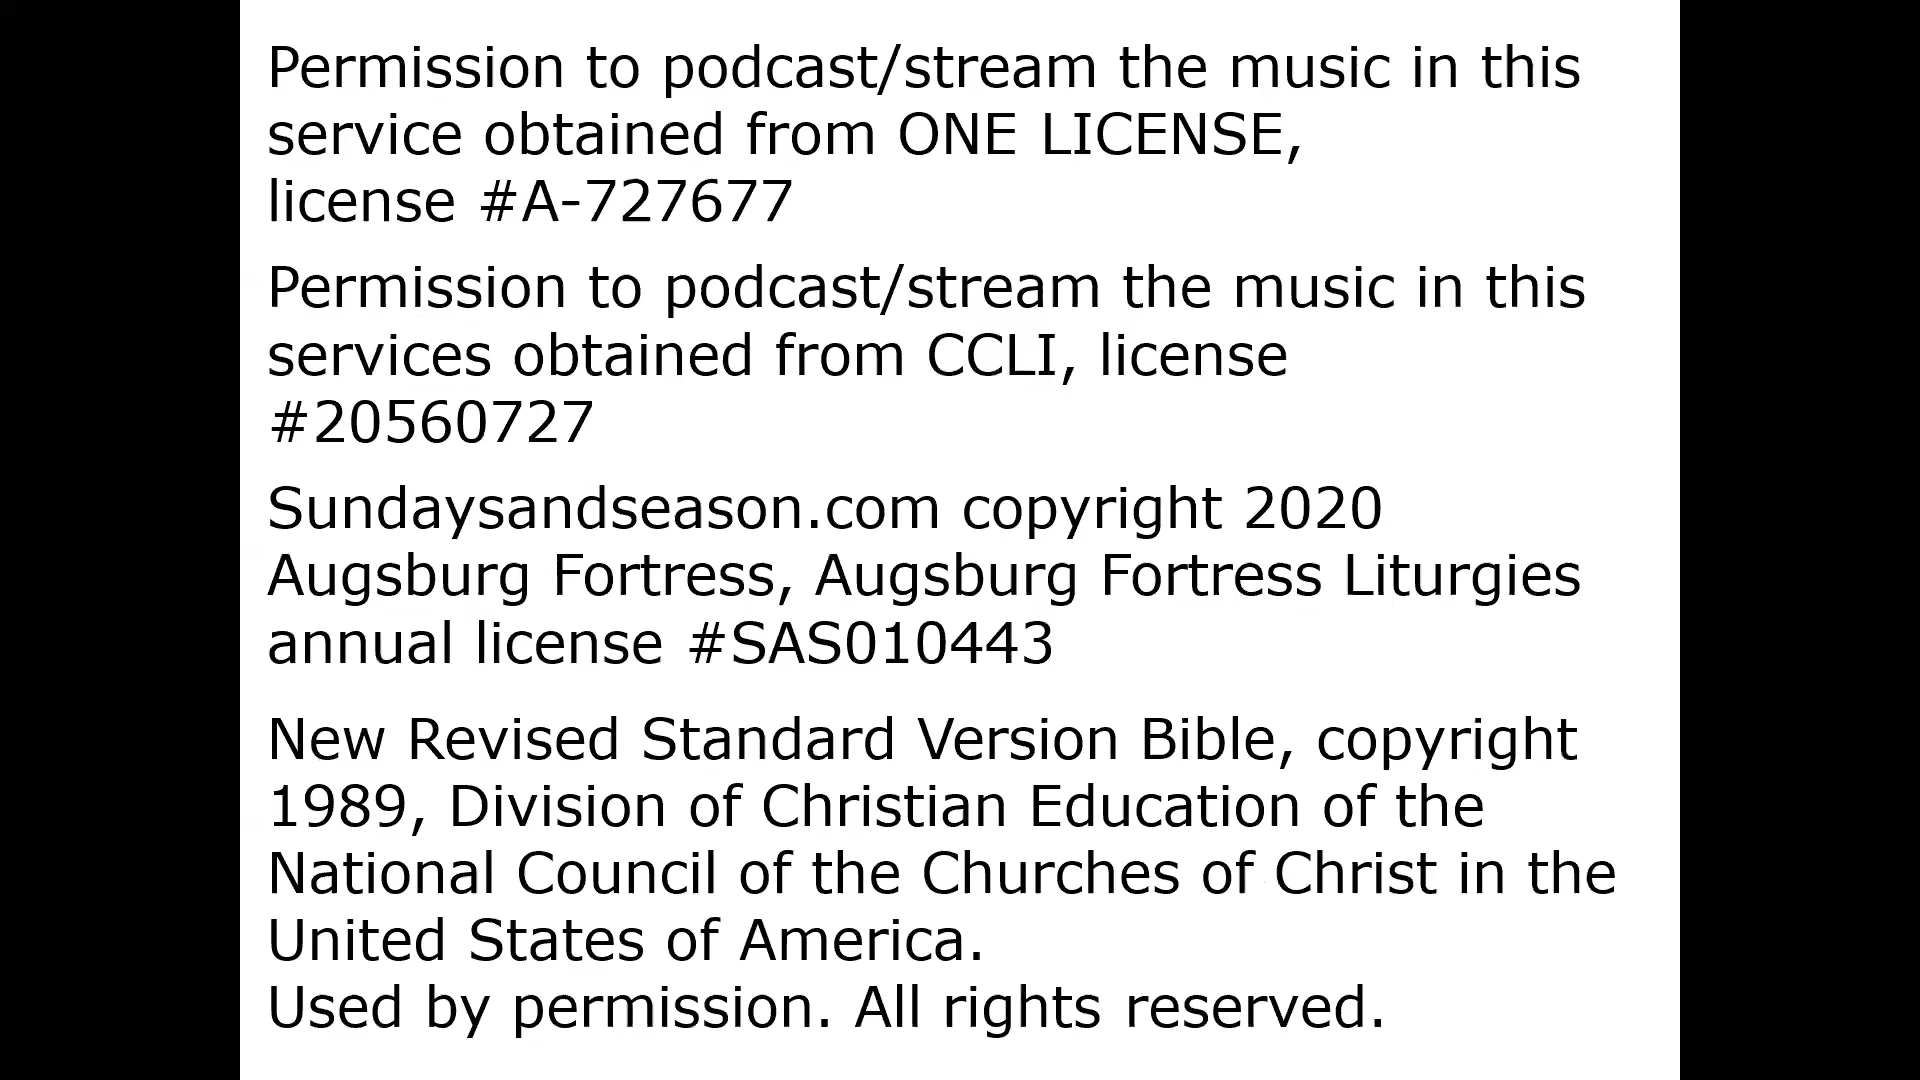 Permission to podcast/stream the music in this
service obtained from ONE LICENSE,
license #A-727677
Permission to podcast/stream the music in this
services obtained from CCLI, license
#20560727
Sundaysandseason.com copyright 2020
Augsburg Fortress, Augsburg Fortress Liturgies
annual license #SAS010443
New Revised Standard Version Bible, copyright
1989, Division of Christian Education of the
National Council of the Churches of Christ in the
United States of America.
Used by permission. All rights reserved.